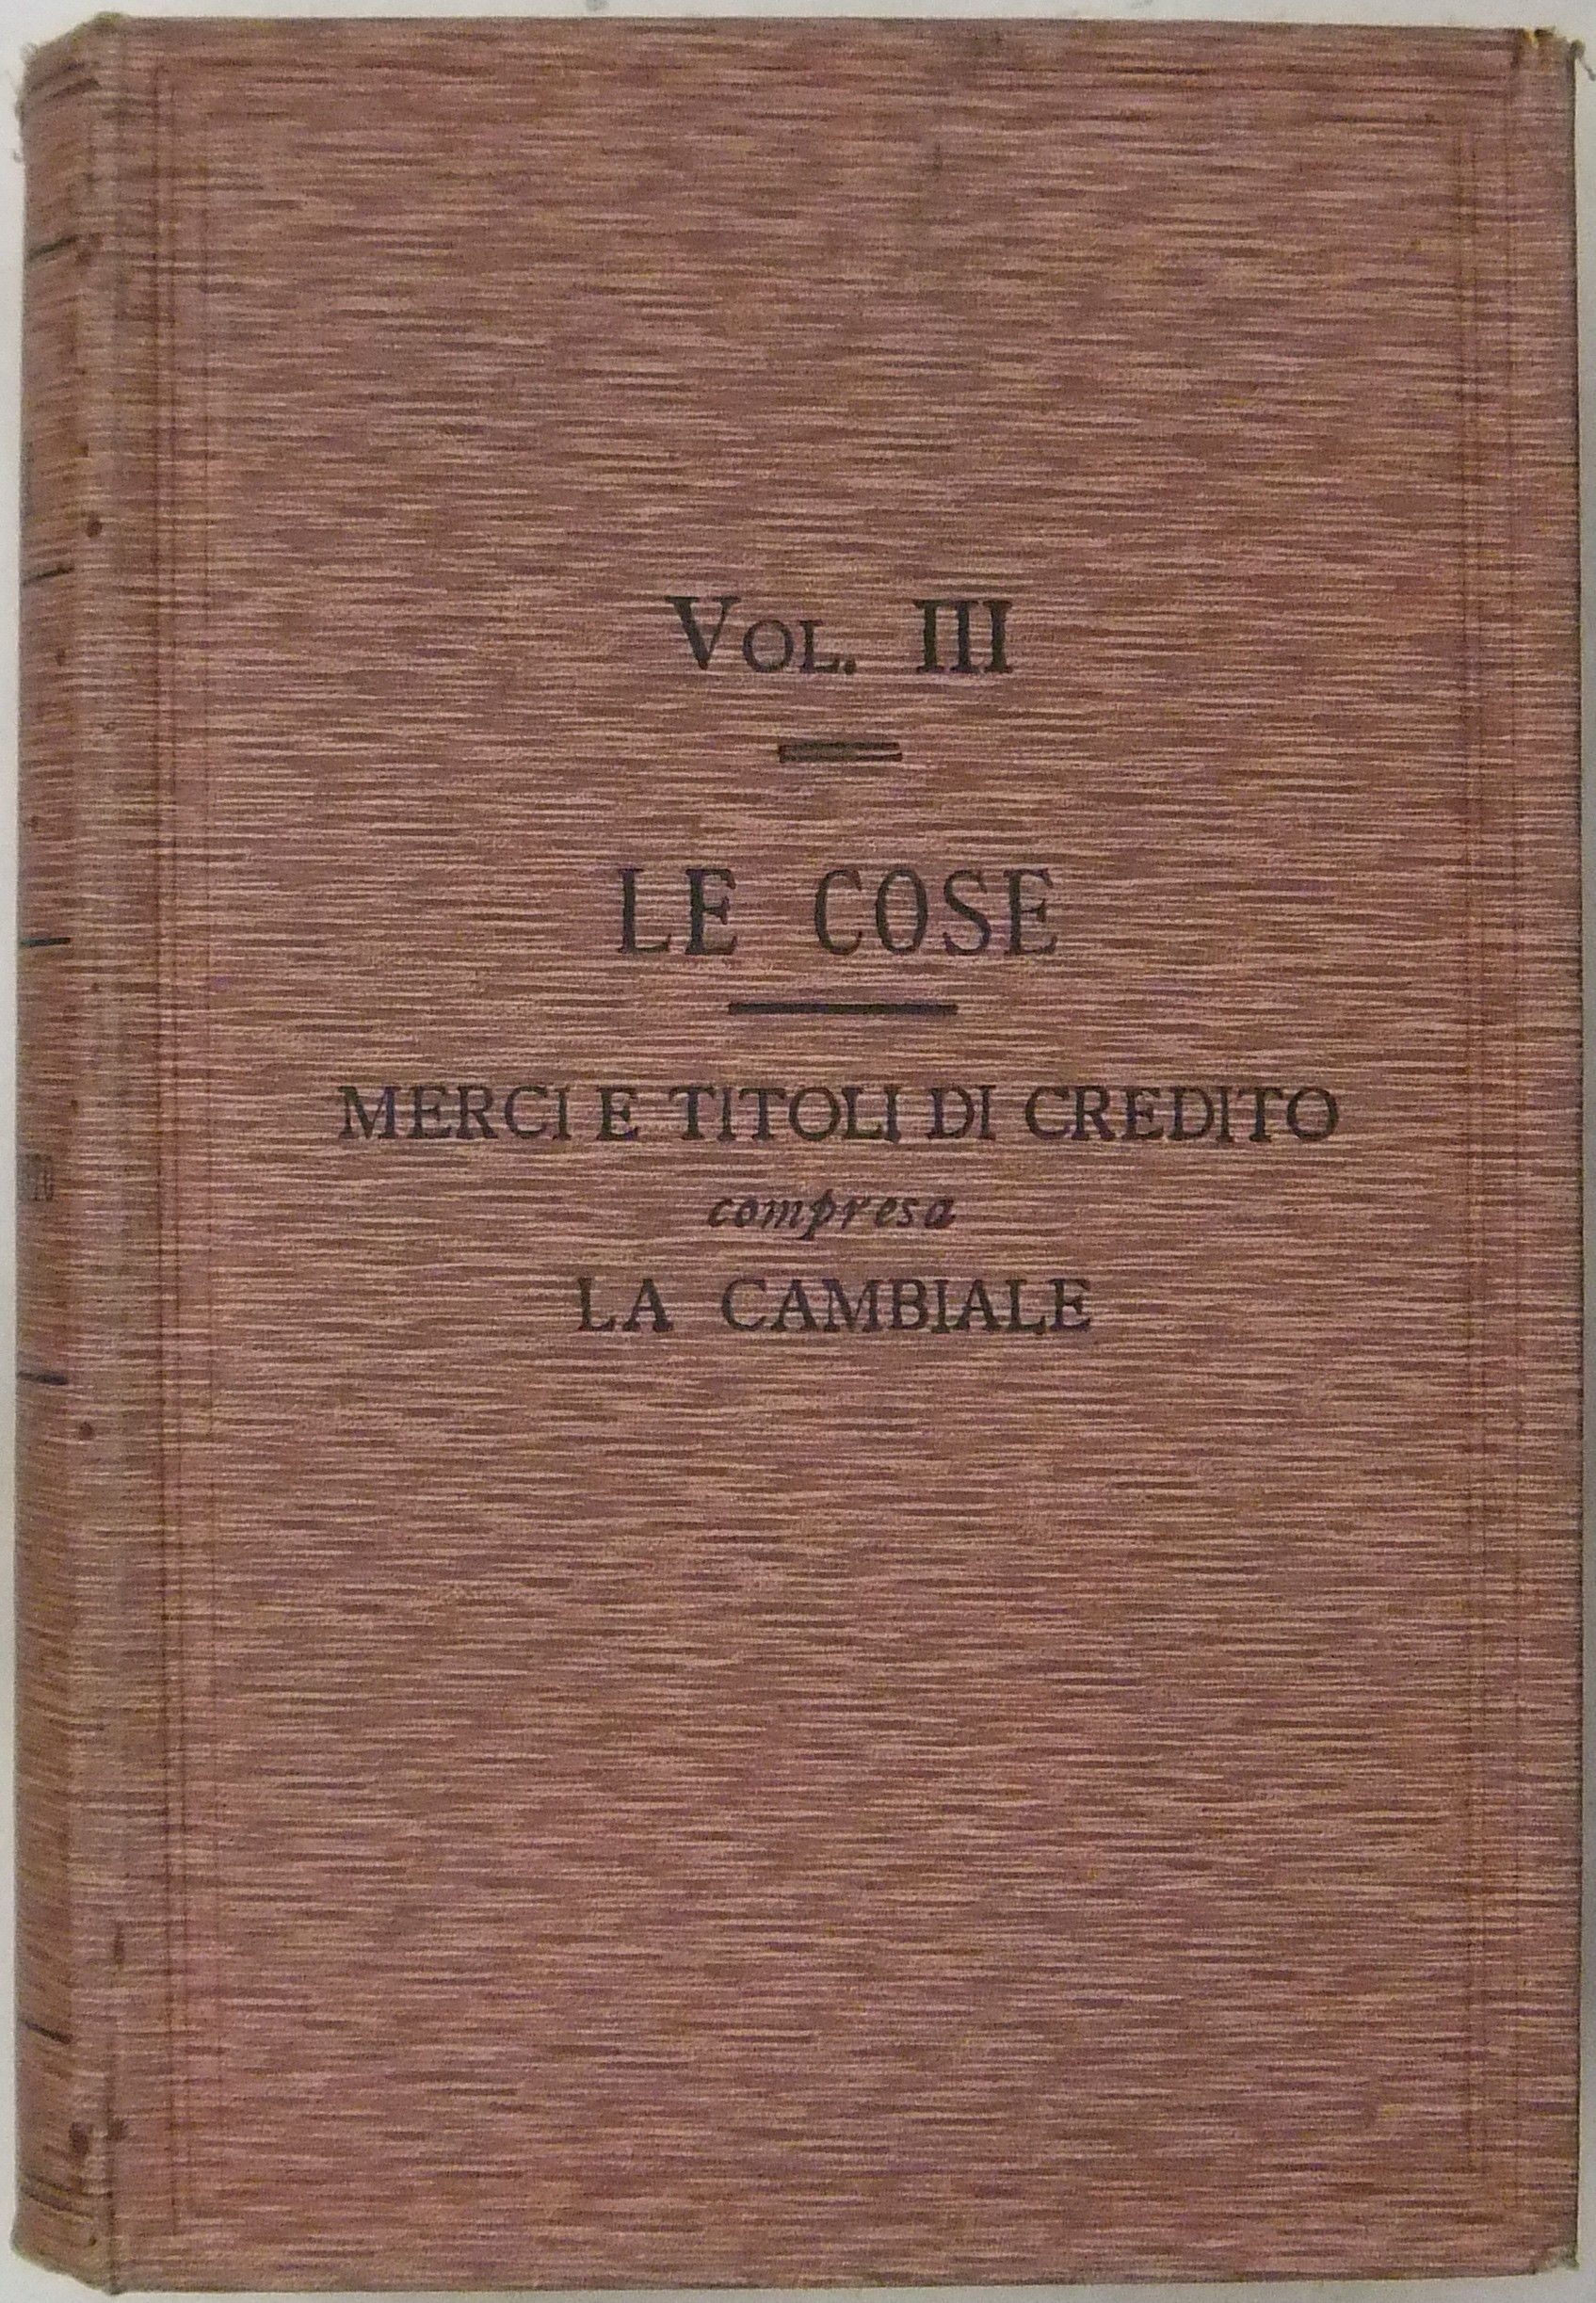 VOL. III
LE COSE
MERCI E TITOLI DI CREDITO
compresa
LA CAMBIALE